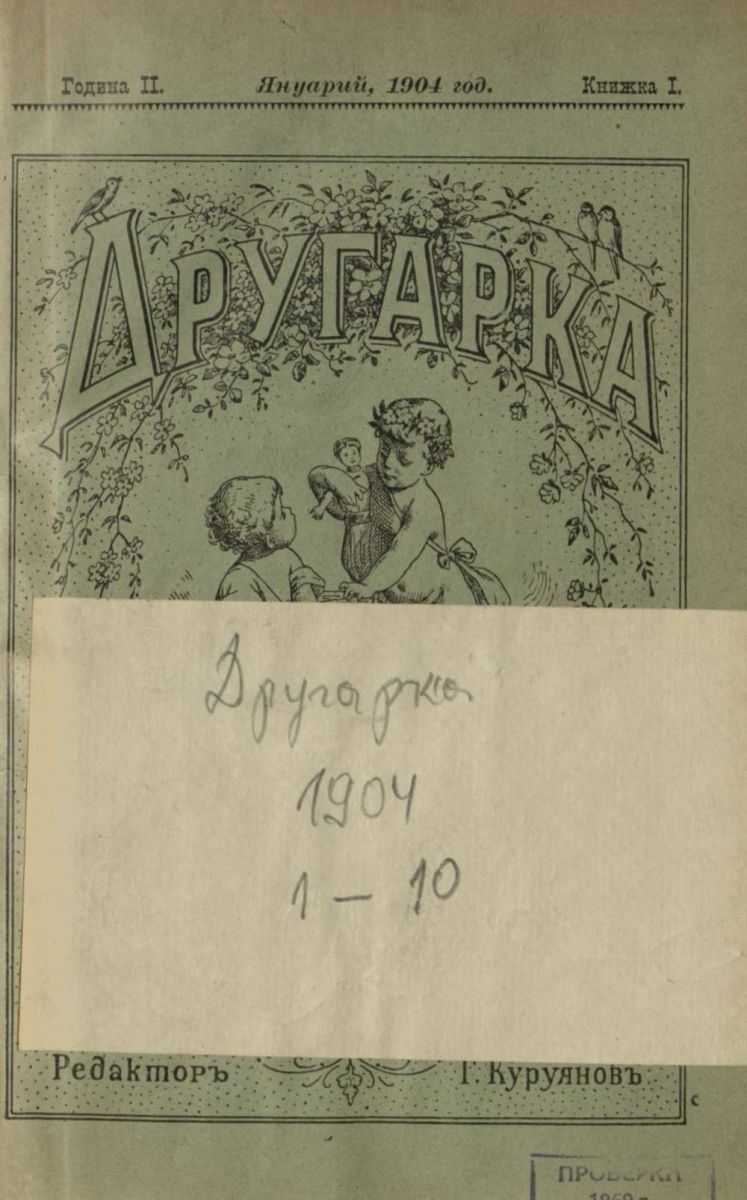 Година II. Януарий, 1904 год. Книжка I.
Другарка
Другарка
1904
1 — 10
Редакторъ Г. Куруяновъ
с
ПРОВЕРКА